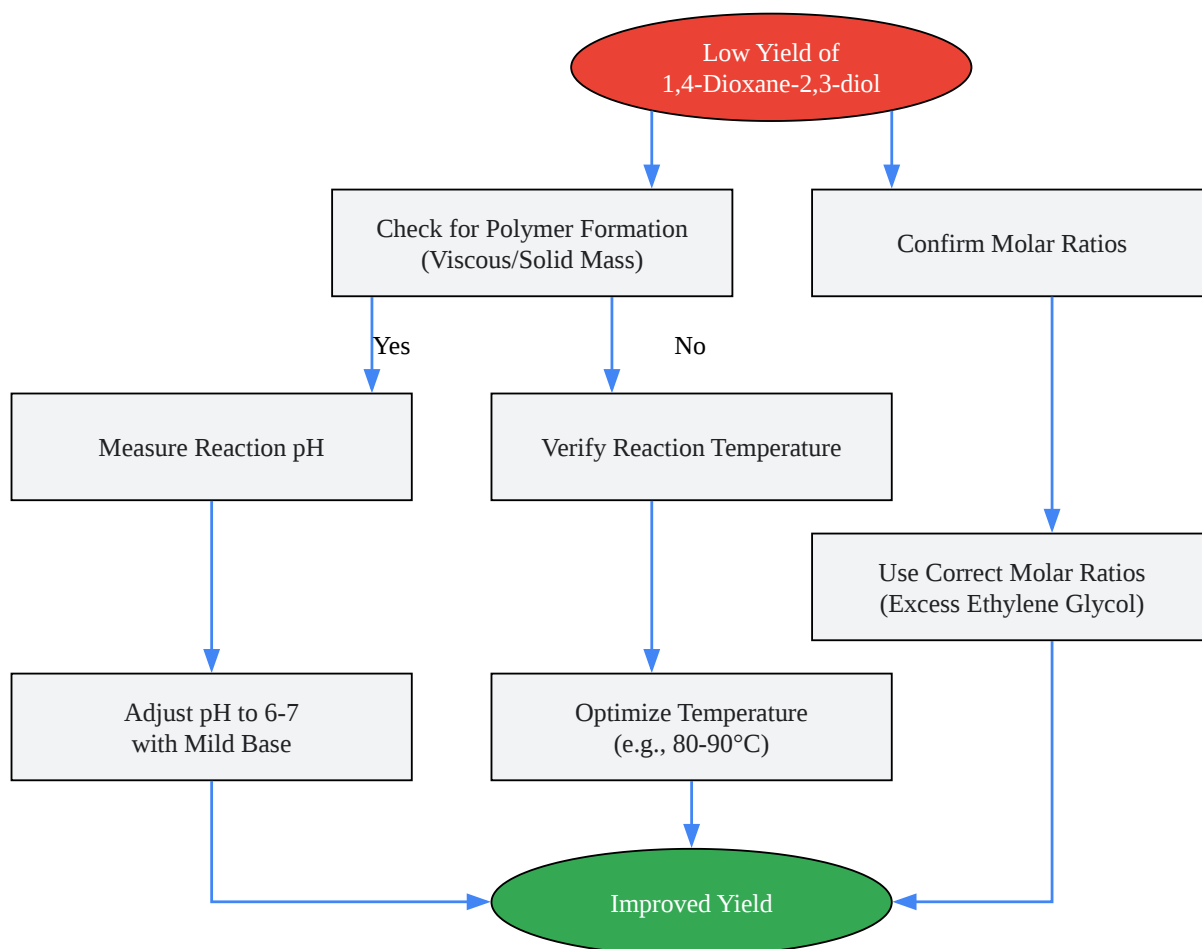 Low Yield of
1,4-Dioxane-2,3-diol
Check for Polymer Formation
(Viscous/Solid Mass)
Confirm Molar Ratios
Yes
No
Measure Reaction pH
Verify Reaction Temperature
Use Correct Molar Ratios
(Excess Ethylene Glycol)
Adjust pH to 6-7
with Mild Base
Optimize Temperature
(e.g., 80-90°C)
Improved Yield